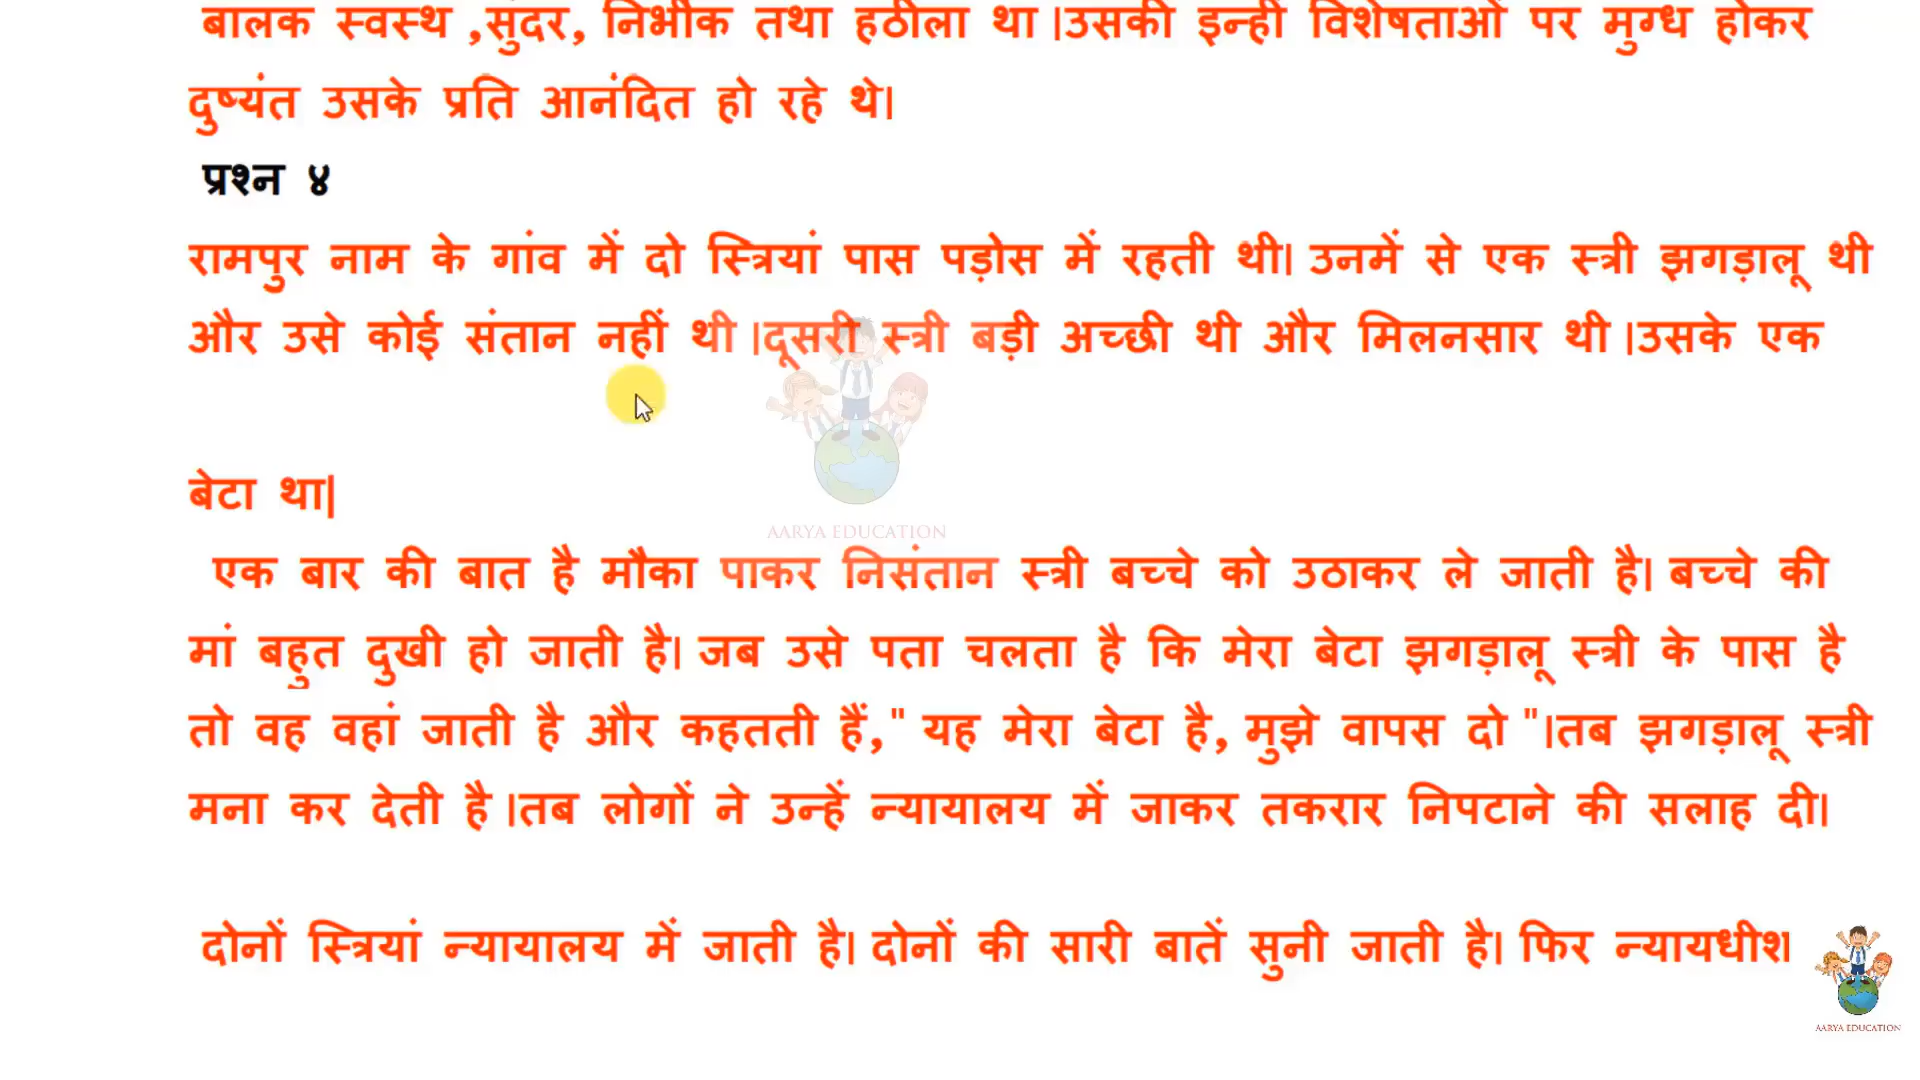 बालक स्वस्थ ,सुंदर, निर्भीक तथा हठीला था |उसकी इन्ही विशेषताओं पर मुग्ध होकर
दुष्यंत उसके प्रति आनंदित हो रहे थे|
प्रश्न ४
रामपुर नाम के गांव में दो स्त्रियां पास पड़ोस में रहती थी| उनमें से एक स्त्री झगड़ालू थी
और उसे कोई संतान नहीं थी |दूसरी स्त्री बड़ी अच्छी थी और मिलनसार थी |उसके एक
बेटा था|
AARYA EDUCATION
एक बार की बात है मौका पाकर निसंतान स्त्री बच्चे को उठाकर ले जाती है| बच्चे की
मां बहुत दुखी हो जाती है| जब उसे पता चलता है कि मेरा बेटा झगड़ालू स्त्री के पास है
तो वह वहां जाती है और कहतती हैं," यह मेरा बेटा है, मुझे वापस दो "|तब झगड़ालू स्त्री
मना कर देती है |तब लोगों ने उन्हें न्यायालय में जाकर तकरार निपटाने की सलाह दी|
दोनों स्त्रियां न्यायालय में जाती है| दोनों की सारी बातें सुनी जाती है| फिर न्यायधीश
AARYA EDUCATION